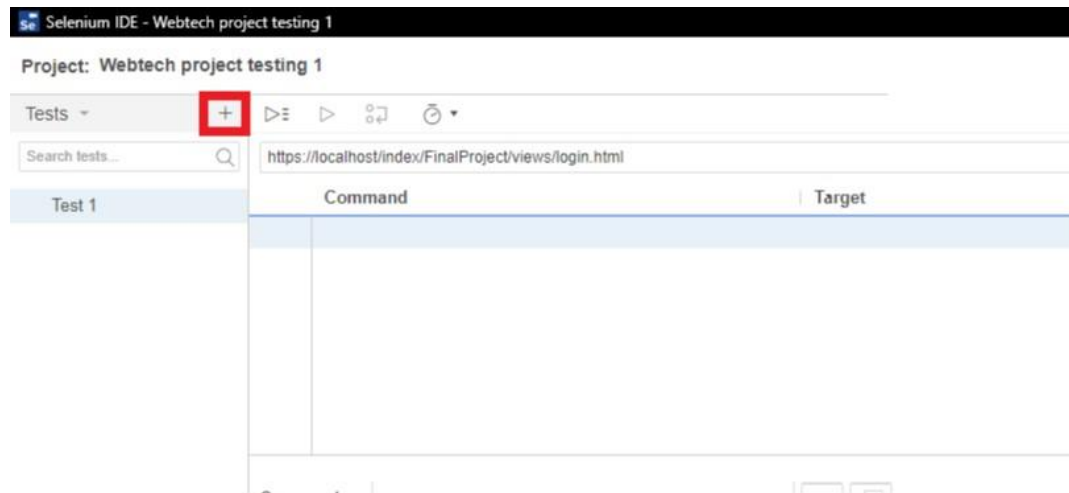 Se Selenium IDE - Webtech project testing 1
Project: Webtech project testing 1
Tests
Search tests...
https://localhost/index/FinalProject/views/login.html
Test 1
Command Target